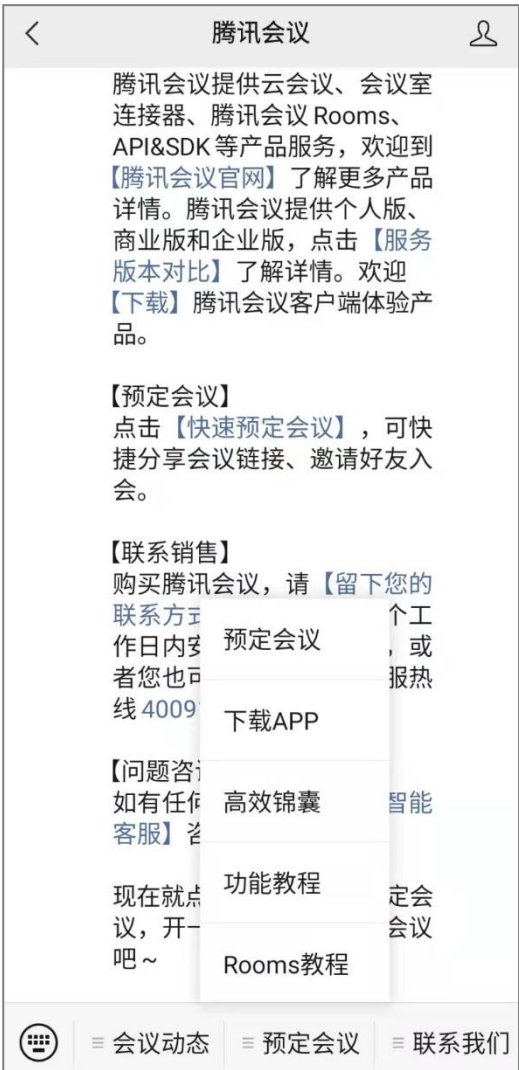 腾讯会议
腾讯会议提供云会议、会议室
连接器、腾讯会议 Rooms、
API&SDK 等产品服务，欢迎到
【腾讯会议官网】了解更多产品
详情。腾讯会议提供个人版、
商业版和企业版，点击【服务
版本对比】了解详情。欢迎
【下载】腾讯会议客户端体验产
品。
【预定会议】
点击【快速预定会议】，可快
捷分享会议链接、邀请好友入
会。
【联系销售】
购买腾讯会议，请【留下您的
联系方式 个工
作日内安 ，或
者您也可 服热
线 4009
【问题咨
如有任何 智能
客服】
现在就点 定会
议，开一 会议
吧～
预定会议
下载APP
高效锦囊
功能教程
Rooms教程
会议动态 预定会议 联系我们